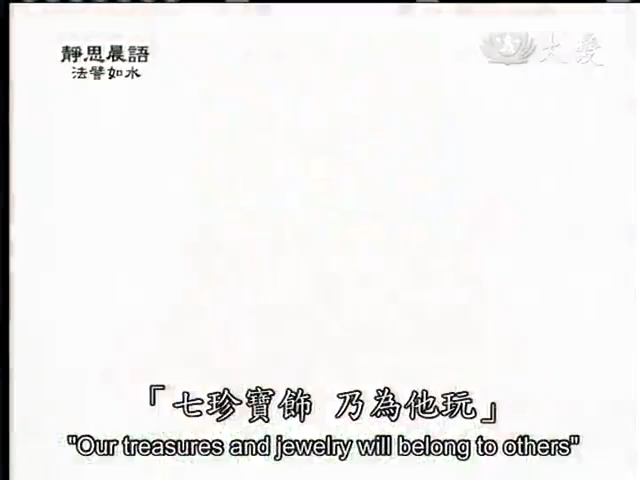 靜思晨語
法譬如水
大愛
「七珍寶飾 乃為他玩」
"Our treasures and jewelry will belong to others"